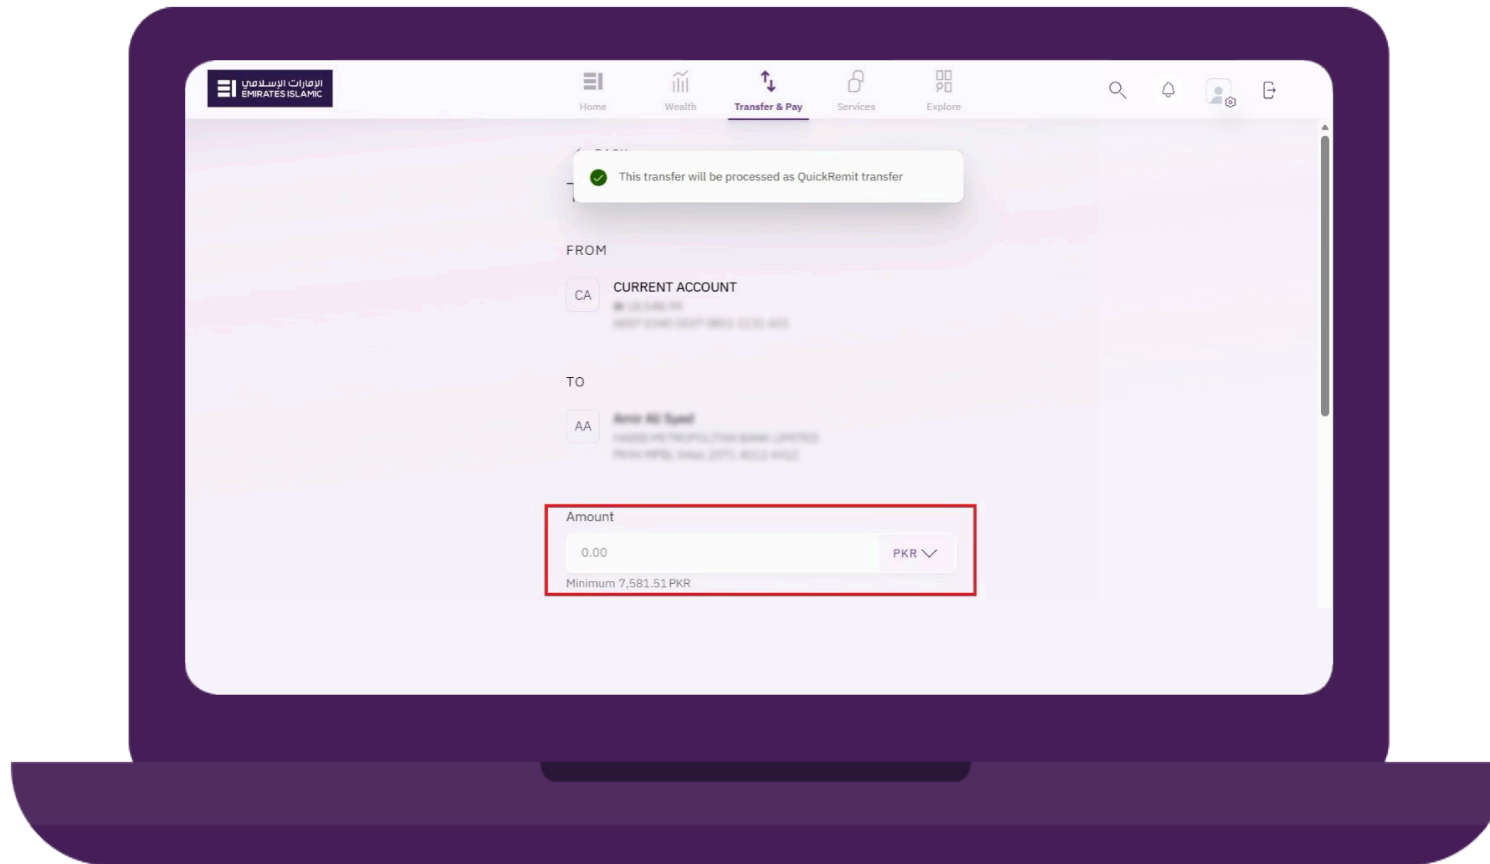 الإمارات الإسلامي
EMIRATES ISLAMIC
Home
Wealth
Transfer & Pay
Services
Explore
This transfer will be processed as QuickRemit transfer
FROM
CA
CURRENT ACCOUNT
TO
AA
Amount
0.00
PKR
Minimum 7,581.51 PKR